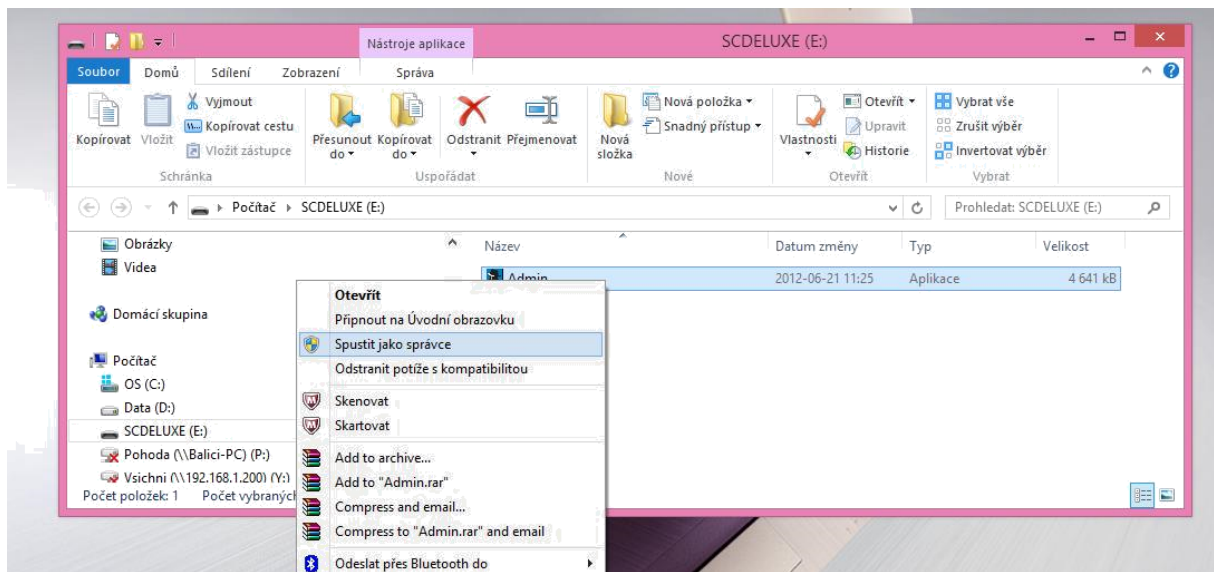 Nástroje aplikace
SCDELUXE (E:)
Soubor Domů Sdílení Zobrazení Správa
Kopírovat
Vložit
Vyjmout
Kopírovat cestu
Vložit zástupce
Schránka
Přesunout do
Kopírovat do
Odstranit
Přejmenovat
Uspořádat
Nová složka
Nová položka
Snadný přístup
Nové
Vlastnosti
Otevřít
Upravit
Historie
Otevřít
Vybrat vše
Zrušit výběr
Invertovat výběr
Vybrat
Počítač SCDELUXE (E:)
Prohledat: SCDELUXE (E:)
Obrázky
Videa
Domácí skupina
Počítač
OS (C:)
Data (D:)
SCDELUXE (E:)
Pohoda (\\Balici-PC) (P:)
Vsichni (\\192.168.1.200) (Y:)
Název Datum změny Typ Velikost
Admin 2012-06-21 11:25 Aplikace 4 641 kB
Otevřít
Připnout na Úvodní obrazovku
Spustit jako správce
Odstranit potíže s kompatibilitou
Skenovat
Skartovat
Add to archive...
Add to "Admin.rar"
Compress and email...
Compress to "Admin.rar" and email
Odeslat přes Bluetooth do
Počet položek: 1 Počet vybraných